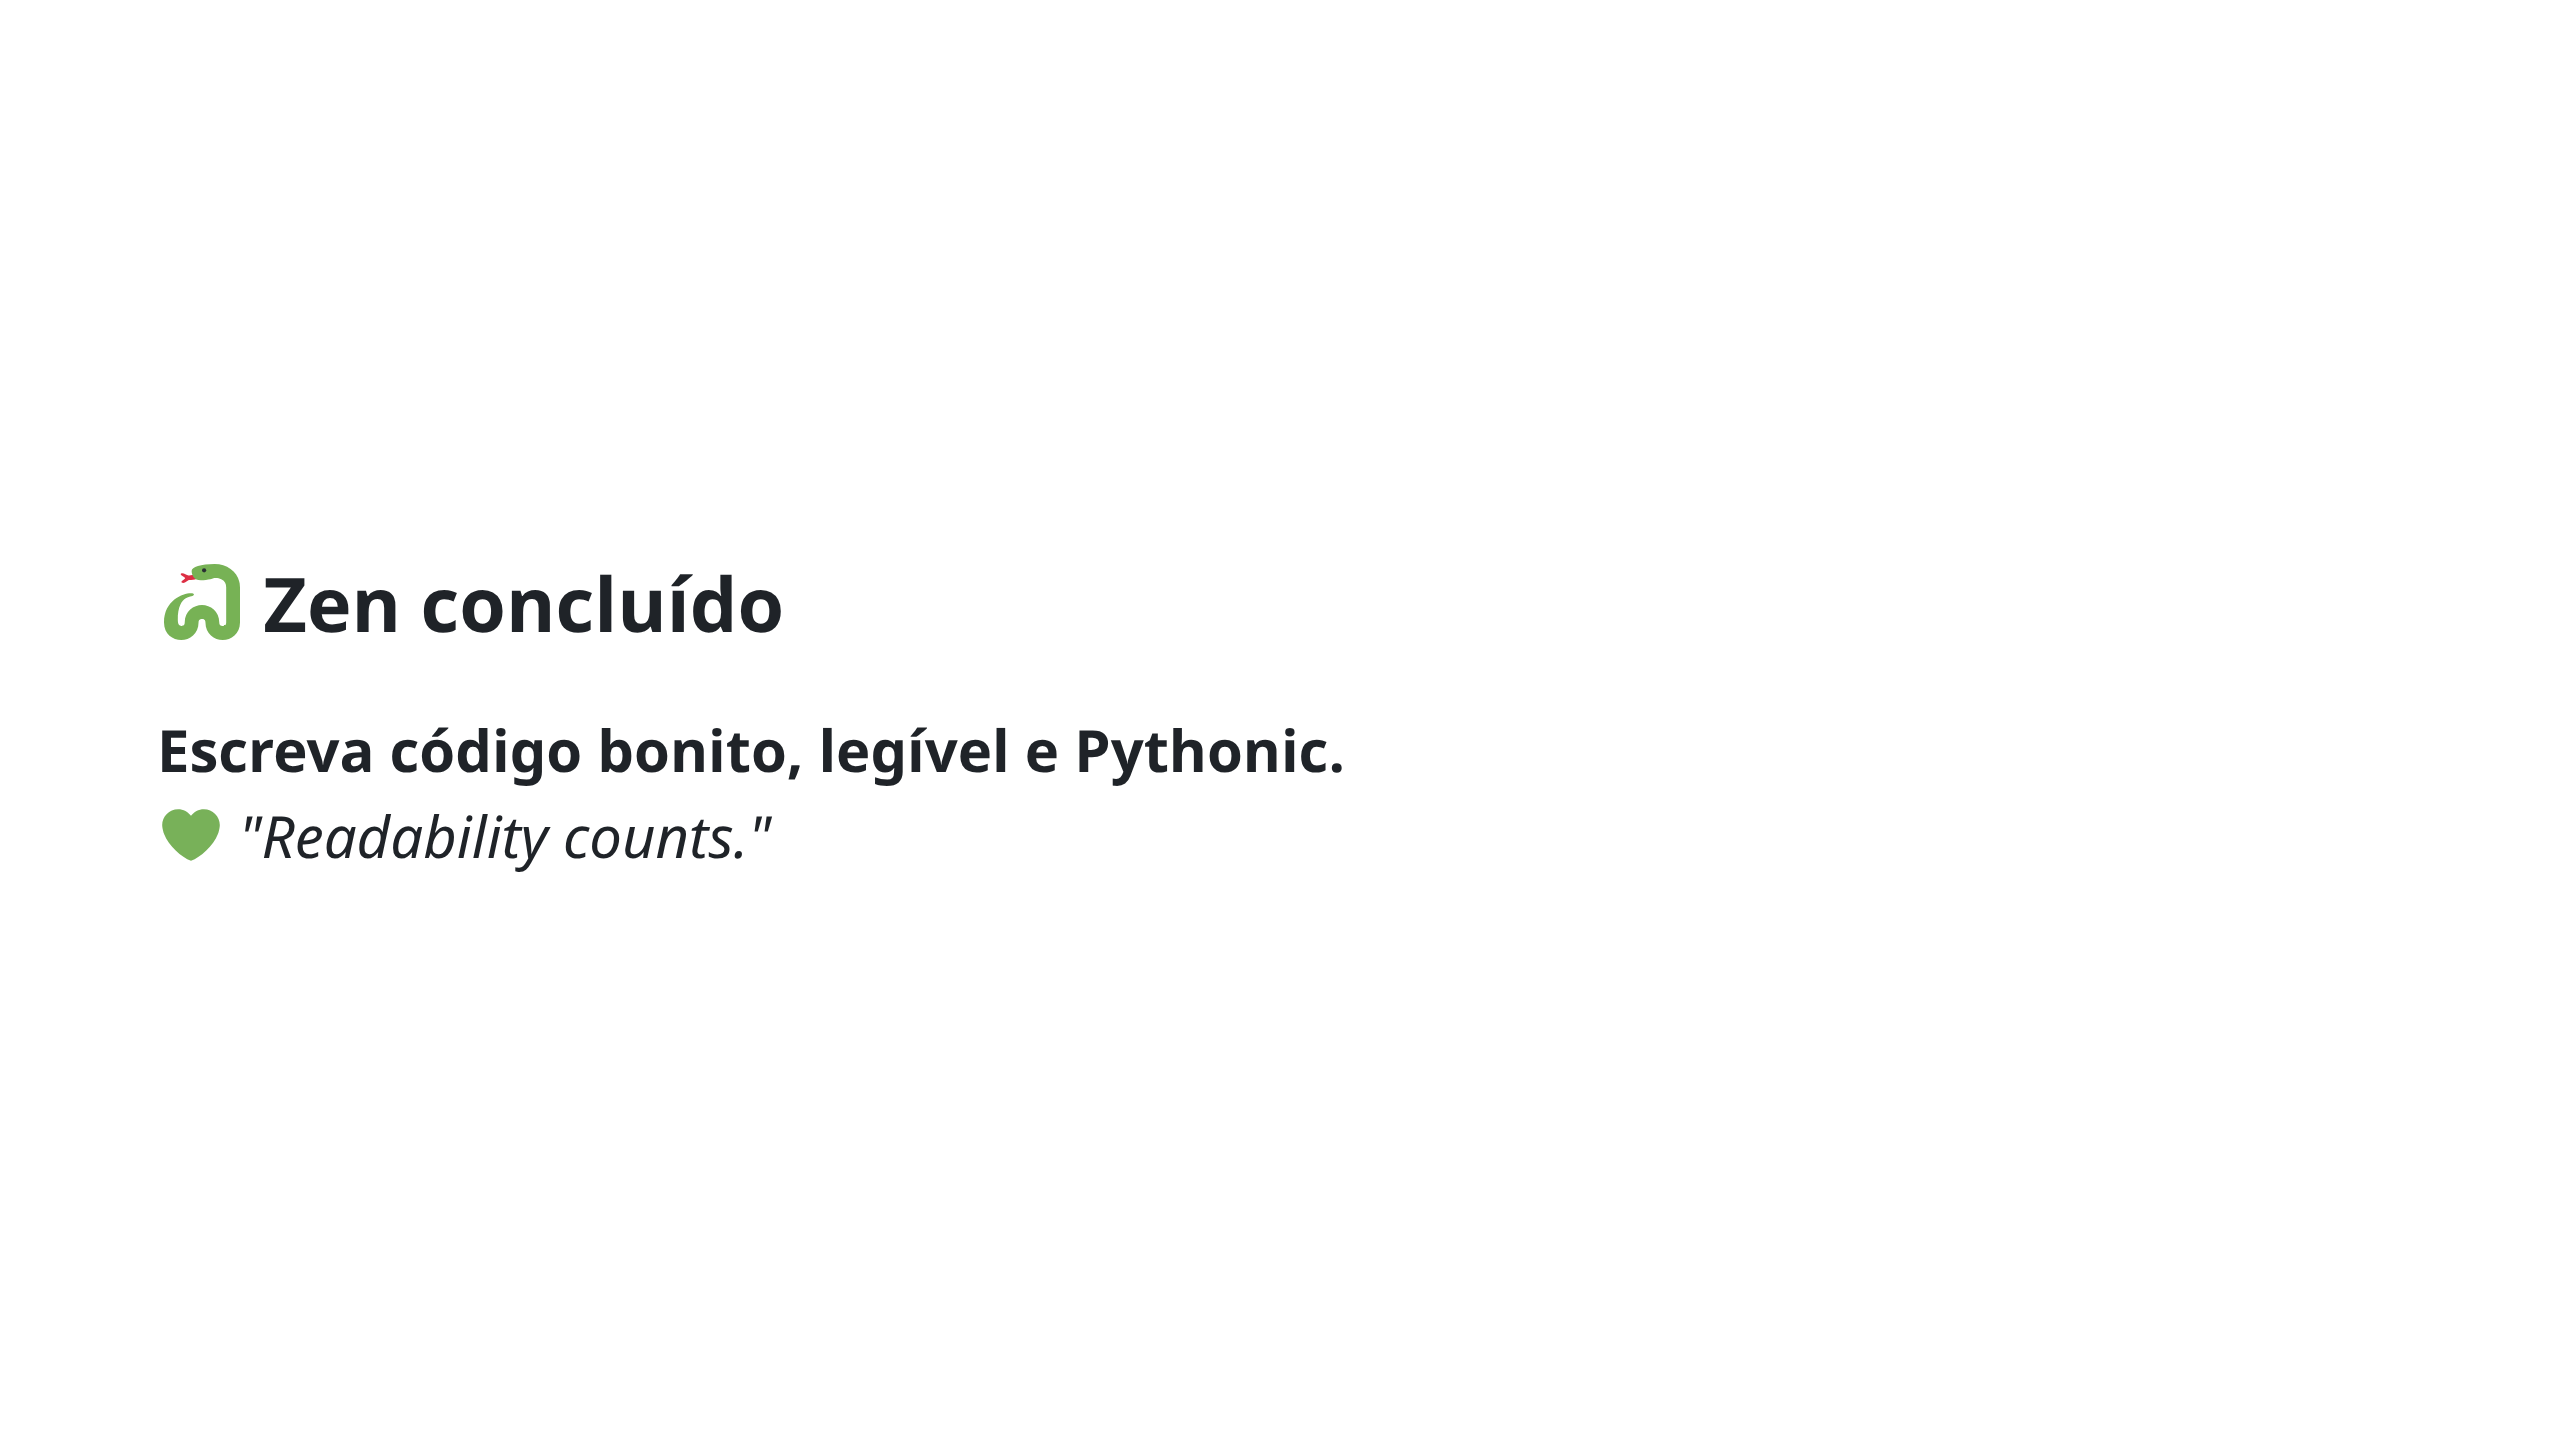 Zen concluído
Escreva código bonito, legível e Pythonic.
"Readability counts."